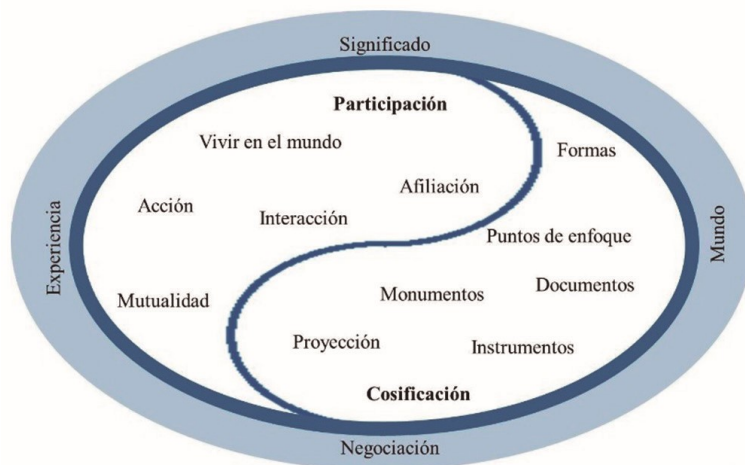 Significado
Participación
Vivir en el mundo
Formas
Afiliación
Acción
Interacción
Experiencia
Mundo
Puntos de enfoque
Mutualidad
Monumentos
Documentos
Proyección
Instrumentos
Cosificación
Negociación